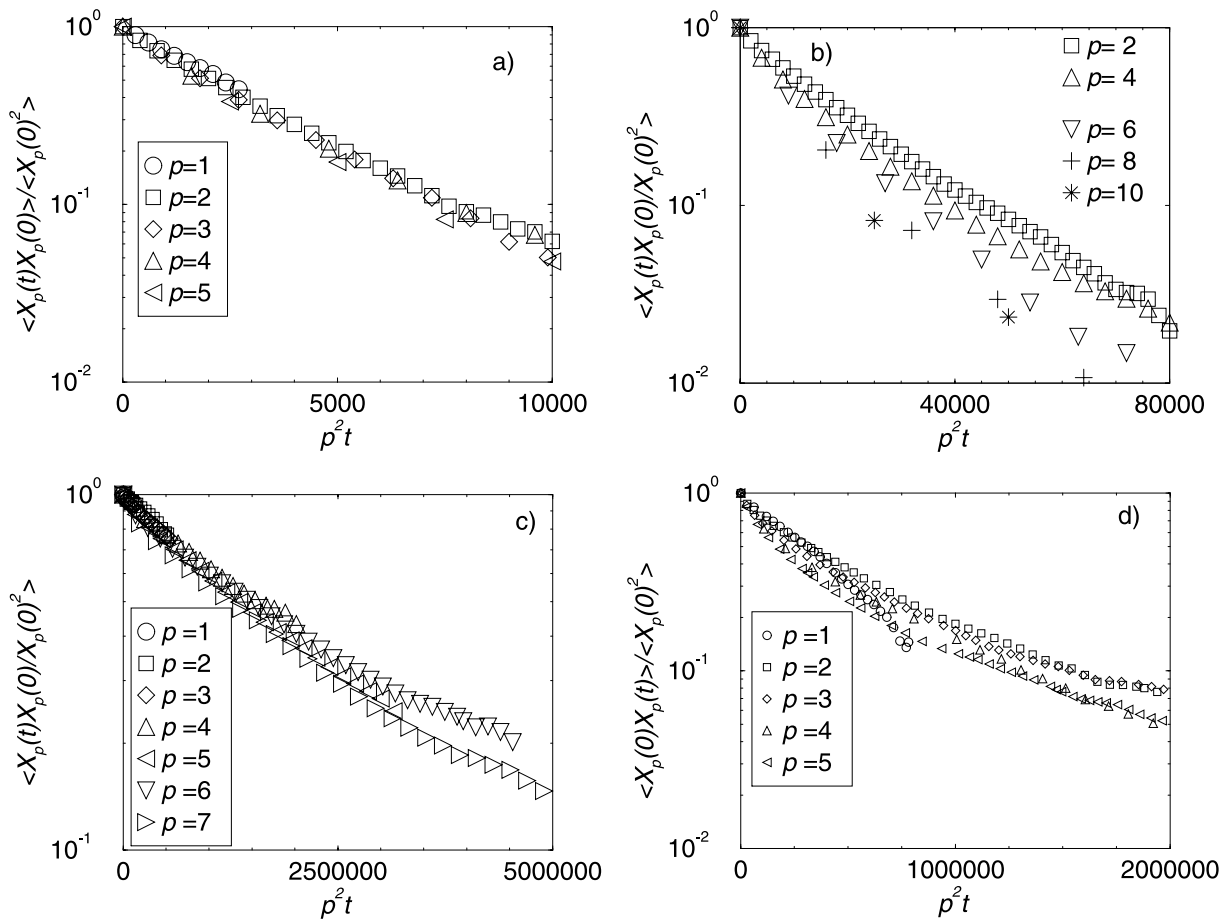 a)
<X_p(t)X_p(0)>/<X_p(0)^2>
10^0
10^-1
10^-2
p=1
p=2
p=3
p=4
p=5
0
5000
10000
p^2t
b)
<X_p(t)X_p(0)/X_p(0)^2>
10^0
10^-1
10^-2
p= 2
p= 4
p= 6
p= 8
p=10
0
40000
80000
p^2t
c)
<X_p(t)X_p(0)/X_p(0)^2>
10^0
10^-1
p=1
p=2
p=3
p=4
p=5
p=6
p=7
0
2500000
5000000
p^2t
d)
<X_p(0)X_p(t)>/<X_p(0)^2>
10^0
10^-1
10^-2
p=1
p=2
p=3
p=4
p=5
0
1000000
2000000
p^2t